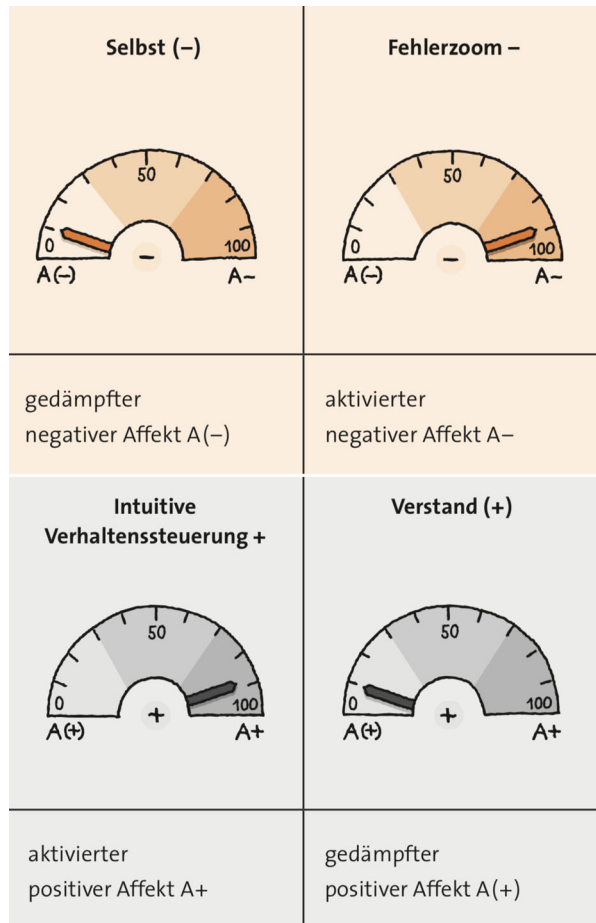 Selbst (–)
50
0
100
–
A(–)
A–
gedämpfter
negativer Affekt A(–)
Fehlerzoom –
50
0
100
–
A(–)
A–
aktivierter
negativer Affekt A–
Intuitive
Verhaltenssteuerung +
50
0
100
+
A(+)
A+
aktivierter
positiver Affekt A+
Verstand (+)
50
0
100
+
A(+)
A+
gedämpfter
positiver Affekt A(+)